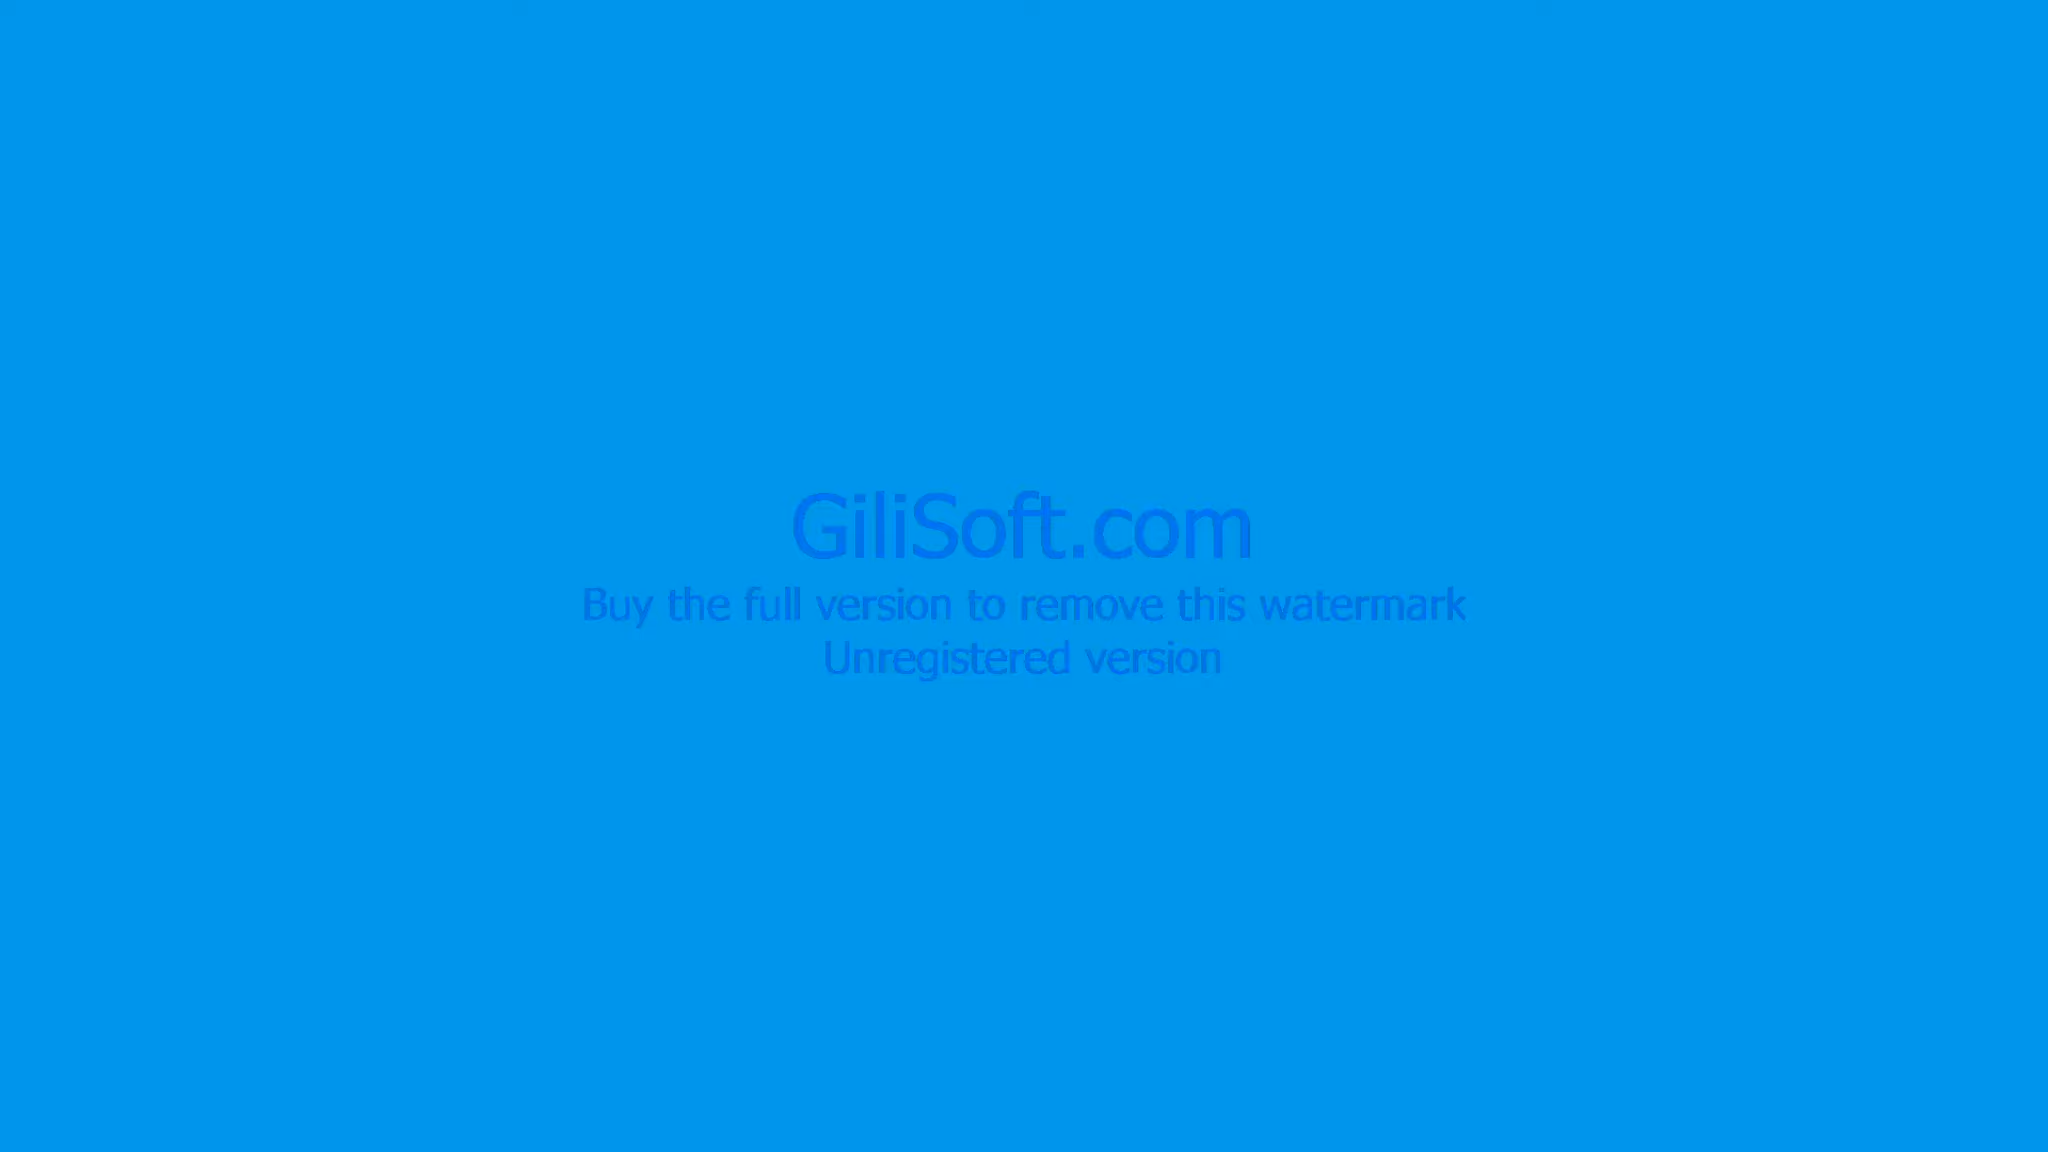 GiliSoft.com
Buy the full version to remove this watermark
Unregistered version